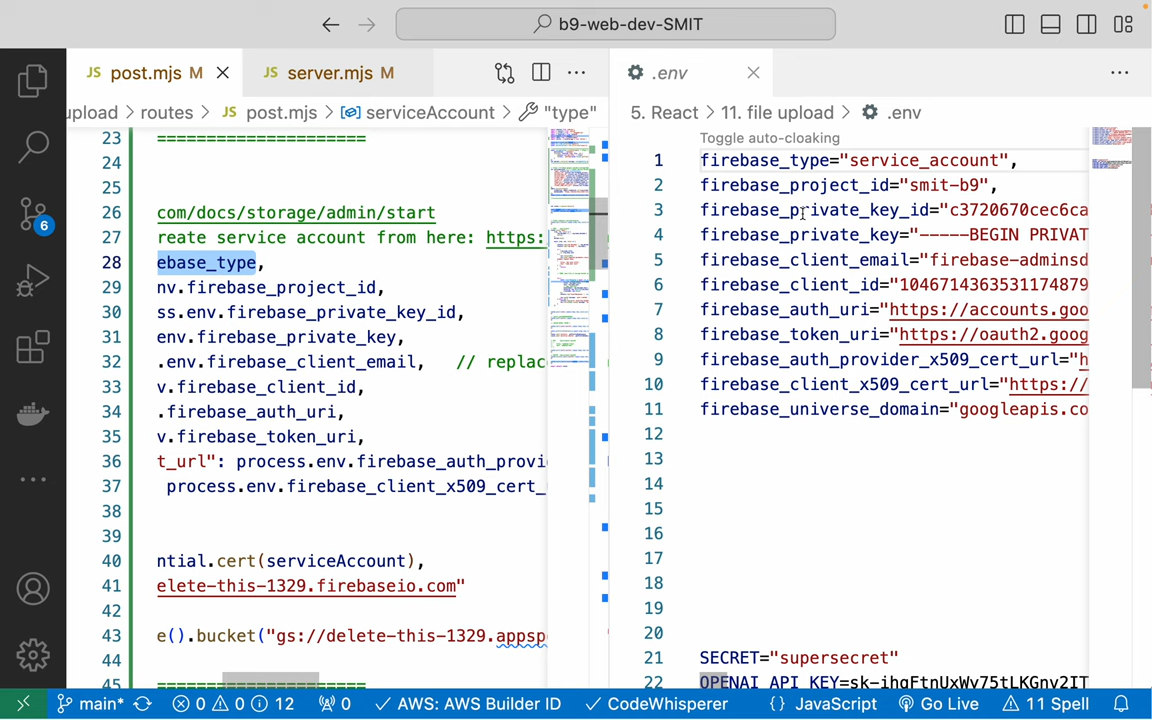 b9-web-dev-SMIT
JS post.mjs M
JS server.mjs M
.env
upload > routes > JS post.mjs > serviceAccount > "type"
5. React > 11. file upload > .env
Toggle auto-cloaking
23 =====================
24
25
26 com/docs/storage/admin/start
27 reate service account from here: https:
28 ebase_type,
29 nv.firebase_project_id,
30 ss.env.firebase_private_key_id,
31 env.firebase_private_key,
32 .env.firebase_client_email,   // replac
33 v.firebase_client_id,
34 .firebase_auth_uri,
35 v.firebase_token_uri,
36 t_url": process.env.firebase_auth_provi
37 process.env.firebase_client_x509_cert_
38
39
40 ntial.cert(serviceAccount),
41 elete-this-1329.firebaseio.com"
42
43 e().bucket("gs://delete-this-1329.appsp
44
45 =====================
1 firebase_type="service_account",
2 firebase_project_id="smit-b9",
3 firebase_private_key_id="c3720670cec6ca
4 firebase_private_key="-----BEGIN PRIVAT
5 firebase_client_email="firebase-adminsd
6 firebase_client_id="1046714363531174879
7 firebase_auth_uri="https://accounts.goo
8 firebase_token_uri="https://oauth2.goog
9 firebase_auth_provider_x509_cert_url="h
10 firebase_client_x509_cert_url="https://
11 firebase_universe_domain="googleapis.co
12
13
14
15
16
17
18
19
20
21 SECRET="supersecret"
22 OPENAI_API_KEY=
6
main* 0 0 12 0 AWS: AWS Builder ID CodeWhisperer {} JavaScript Go Live 11 Spell